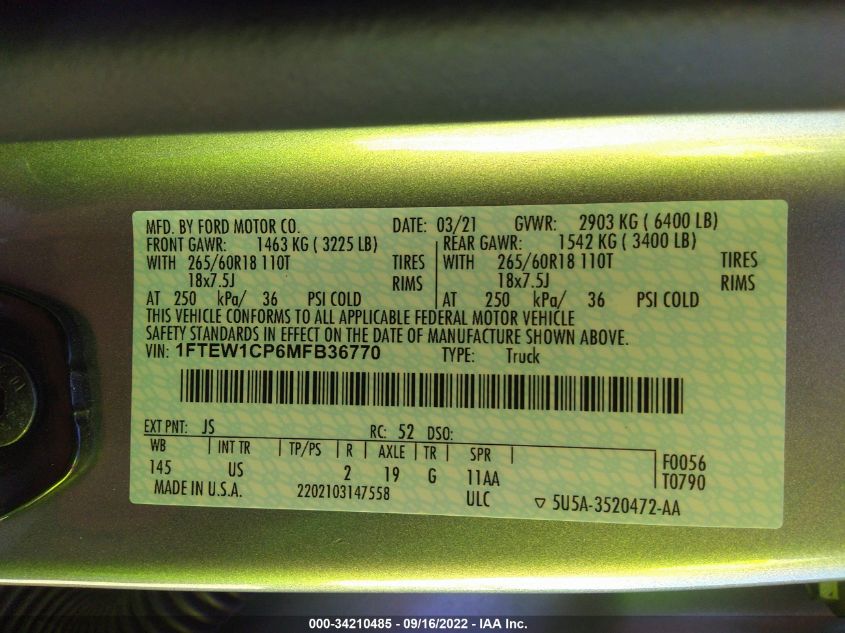 MFD. BY FORD MOTOR CO. DATE: 03/21 GVWR: 2903 KG ( 6400 LB)
FRONT GAWR: 1463 KG ( 3225 LB) REAR GAWR: 1542 KG ( 3400 LB)
WITH 265/60R18 110T TIRES WITH 265/60R18 110T TIRES
18x7.5J RIMS 18x7.5J RIMS
AT 250 kPa/ 36 PSI COLD AT 250 kPa/ 36 PSI COLD
THIS VEHICLE CONFORMS TO ALL APPLICABLE FEDERAL MOTOR VEHICLE
SAFETY STANDARDS IN EFFECT ON THE DATE OF MANUFACTURE SHOWN ABOVE.
VIN: 1FTEW1CP6MFB36770 TYPE: Truck
EXT PNT: JS RC: 52 DSO:
WB INT TR TP/PS R AXLE TR SPR
145 US 2 19 G 11AA
F0056
T0790
MADE IN U.S.A. 2202103147558 ULC ▽ 5U5A-3520472-AA
000-34210485 - 09/16/2022 - IAA Inc.